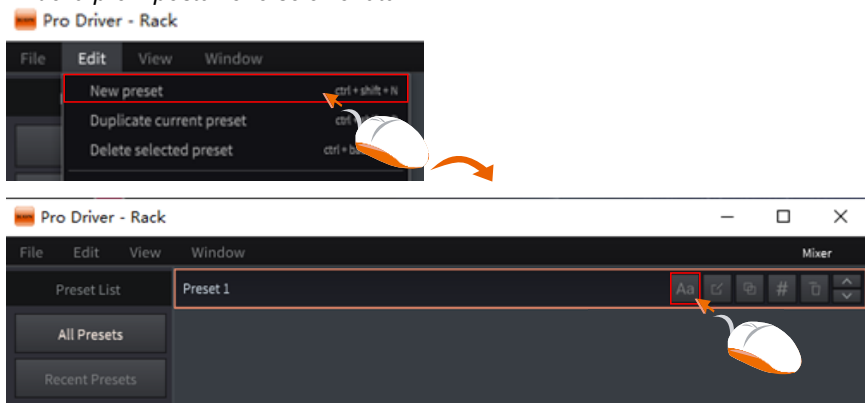 Pro Driver - Rack
File Edit View Window
New preset ctrl + shift + N
Duplicate current preset
Delete selected preset
Pro Driver - Rack
File Edit View Window Mixer
Preset List Preset 1 Aa #
All Presets
Recent Presets